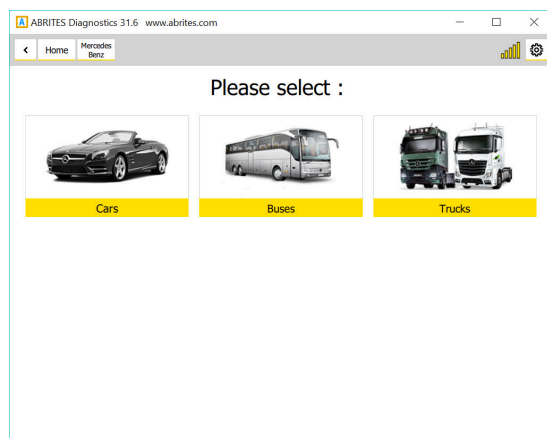 ABRITES Diagnostics 31.6 www.abrites.com
Home
Mercedes
Benz
Please select :
Cars
Buses
Trucks